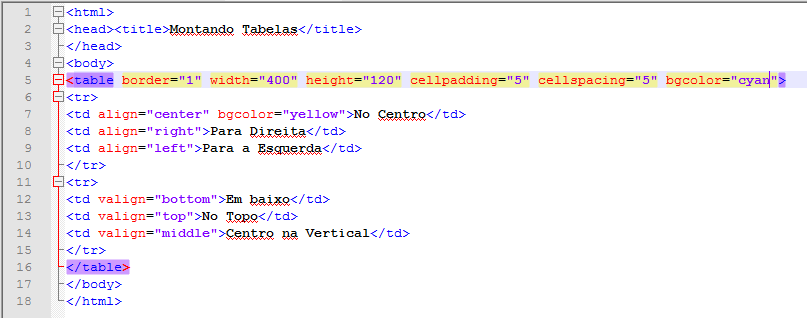 1 <html>
2 <head><title>Montando Tabelas</title>
3 </head>
4 <body>
5 <table border="1" width="400" height="120" cellpadding="5" cellspacing="5" bgcolor="cyan">
6 <tr>
7 <td align="center" bgcolor="yellow">No Centro</td>
8 <td align="right">Para Direita</td>
9 <td align="left">Para a Esquerda</td>
10 </tr>
11 <tr>
12 <td valign="bottom">Em baixo</td>
13 <td valign="top">No Topo</td>
14 <td valign="middle">Centro na Vertical</td>
15 </tr>
16 </table>
17 </body>
18 </html>